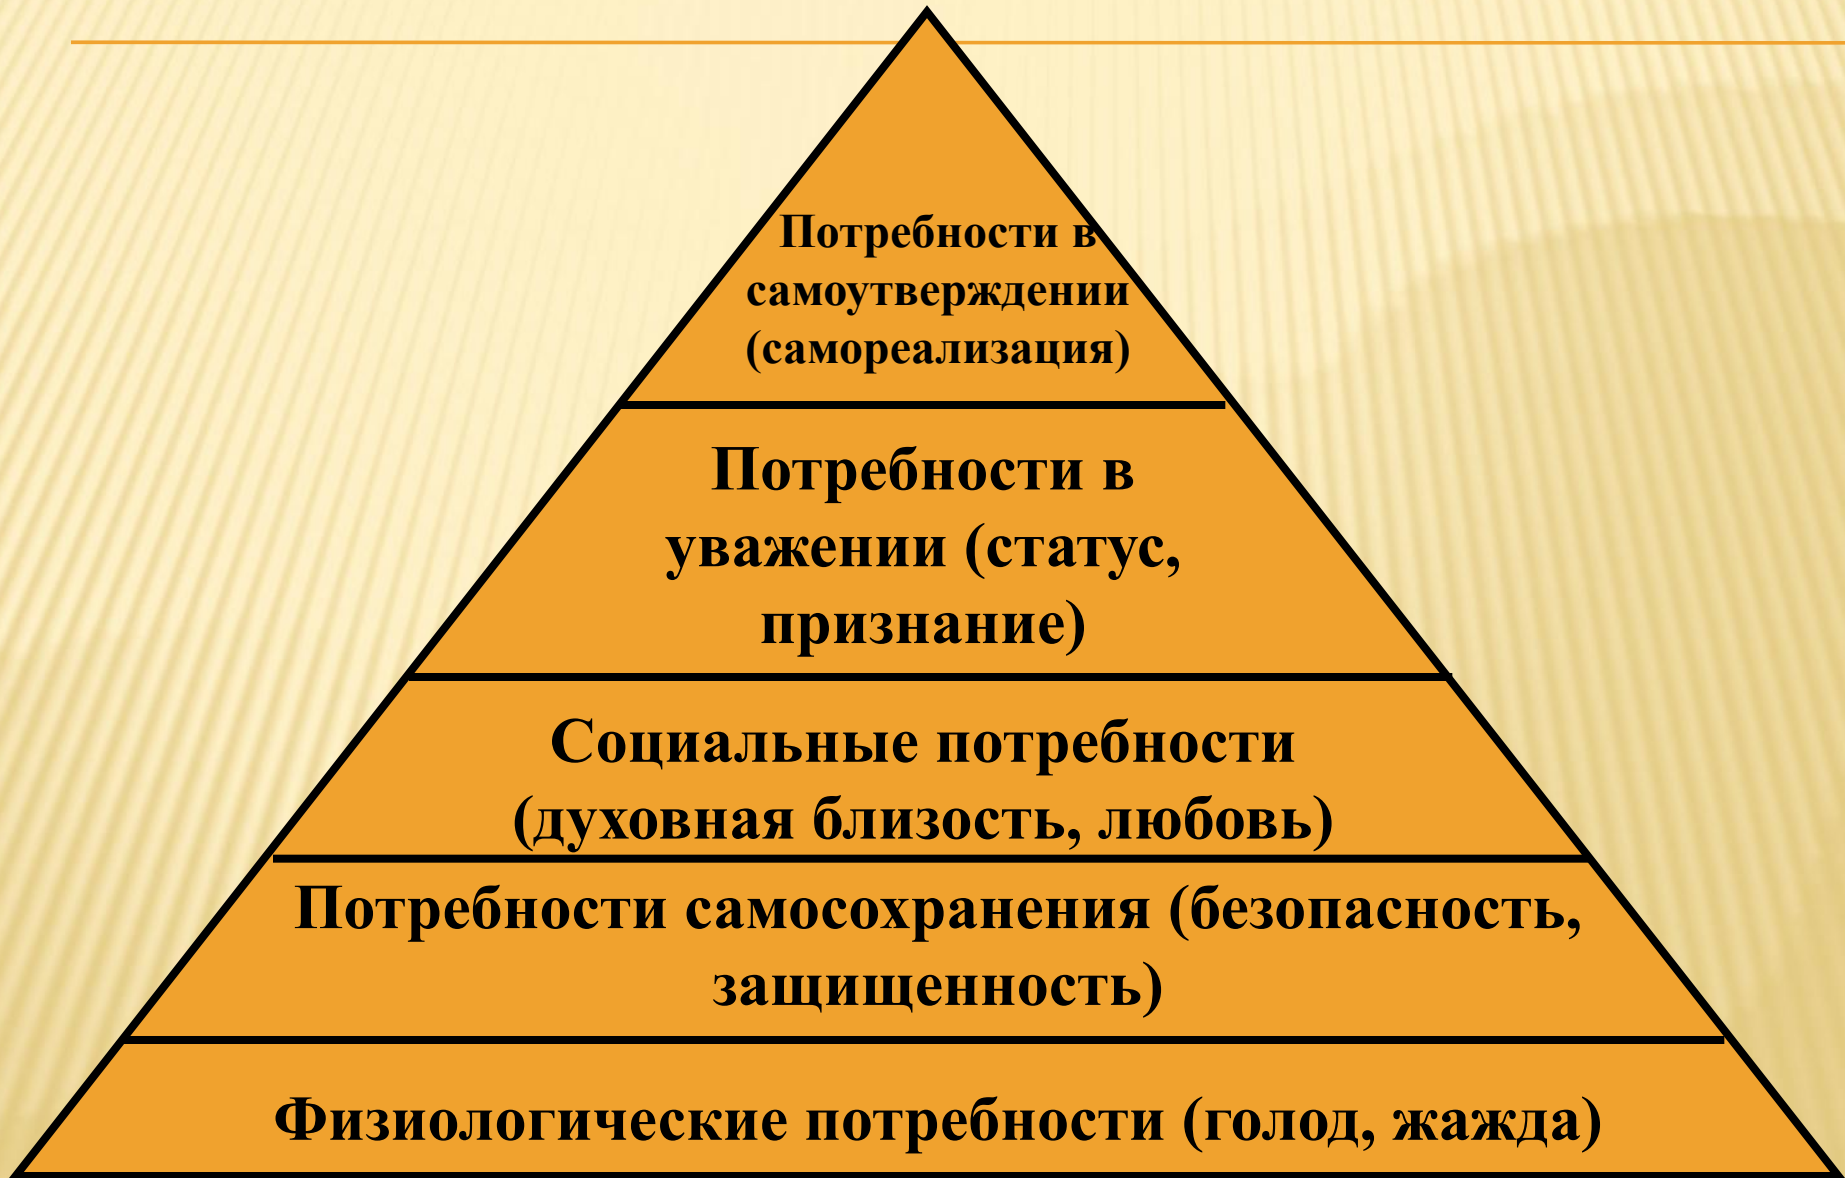 Потребности в
самоутверждении
(самореализация)
Потребности в
уважении (статус,
признание)
Социальные потребности
(духовная близость, любовь)
Потребности самосохранения (безопасность,
защищенность)
Физиологические потребности (голод, жажда)